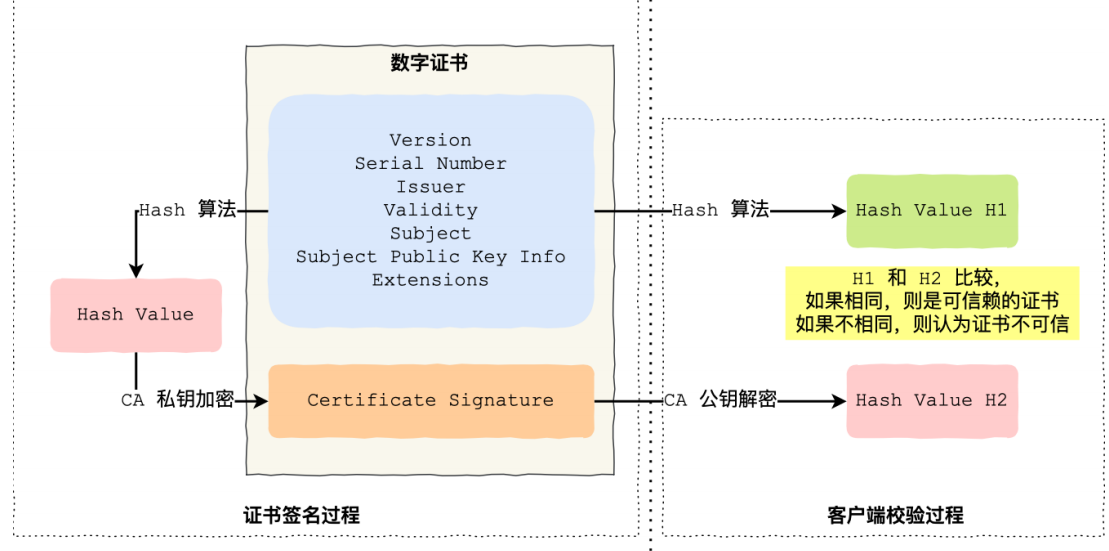 数字证书
Version
Serial Number
Issuer
Validity
Subject
Subject Public Key Info
Extensions
Hash 算法
Hash Value
CA 私钥加密
Certificate Signature
证书签名过程
Hash 算法
Hash Value H1
H1 和 H2 比较,
如果相同，则是可信赖的证书
如果不相同，则认为证书不可信
CA 公钥解密
Hash Value H2
客户端校验过程